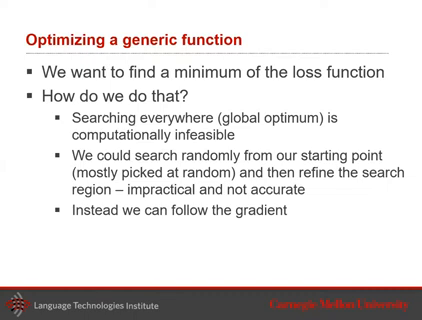 Optimizing a generic function
▪ We want to find a minimum of the loss function
▪ How do we do that?
▪ Searching everywhere (global optimum) is
computationally infeasible
▪ We could search randomly from our starting point
(mostly picked at random) and then refine the search
region – impractical and not accurate
▪ Instead we can follow the gradient
Language Technologies Institute
Carnegie Mellon University